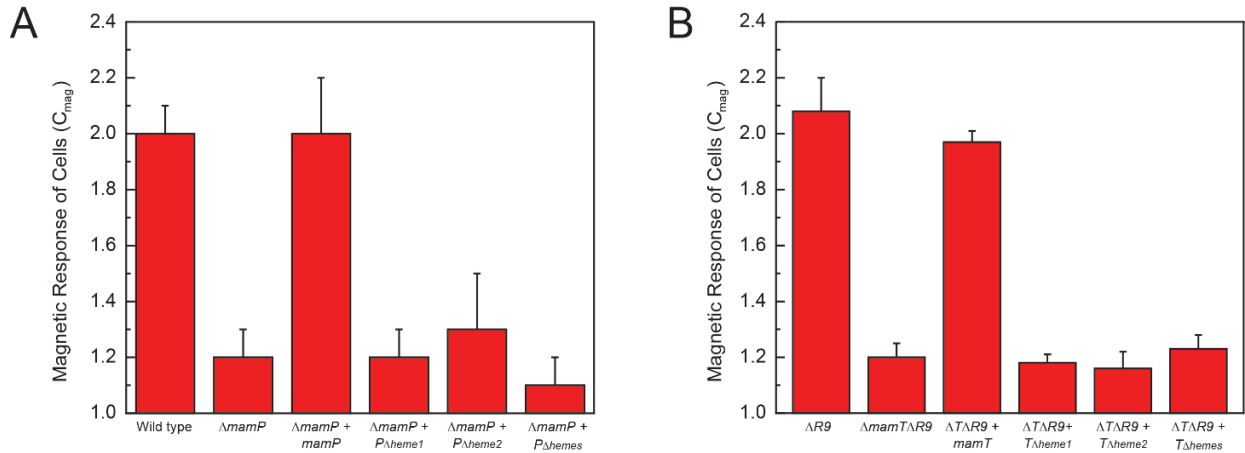 A
Magnetic Response of Cells (Cmag)
2.4
2.2
2.0
1.8
1.6
1.4
1.2
1.0
Wild type
ΔmamP
ΔmamP +
mamP
ΔmamP +
PΔheme1
ΔmamP +
PΔheme2
ΔmamP +
PΔhemes
B
Magnetic Response of Cells (Cmag)
2.4
2.2
2.0
1.8
1.6
1.4
1.2
1.0
ΔR9
ΔmamTΔR9
ΔTΔR9 +
mamT
ΔTΔR9+
TΔheme1
ΔTΔR9 +
TΔheme2
ΔTΔR9 +
TΔhemes